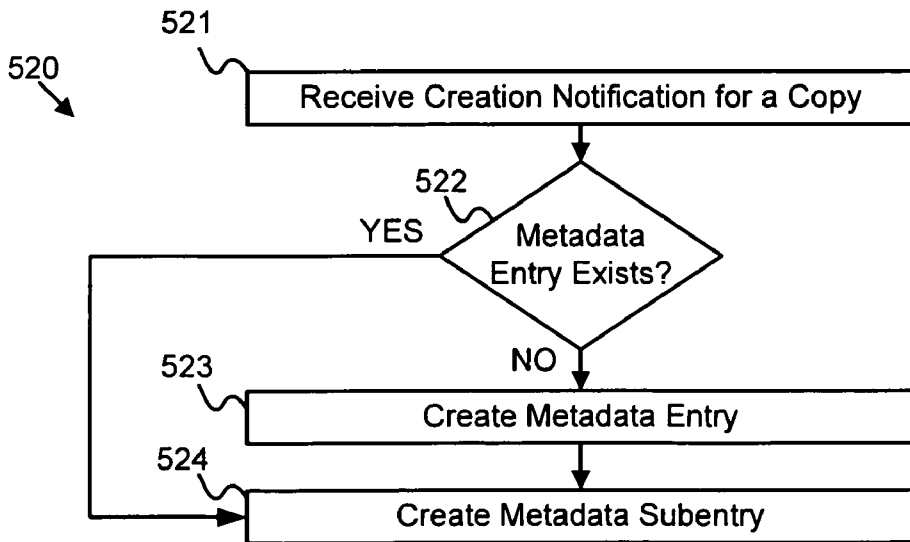 521
520
Receive Creation Notification for a Copy
522
YES
Metadata
Entry Exists?
NO
523
Create Metadata Entry
524
Create Metadata Subentry